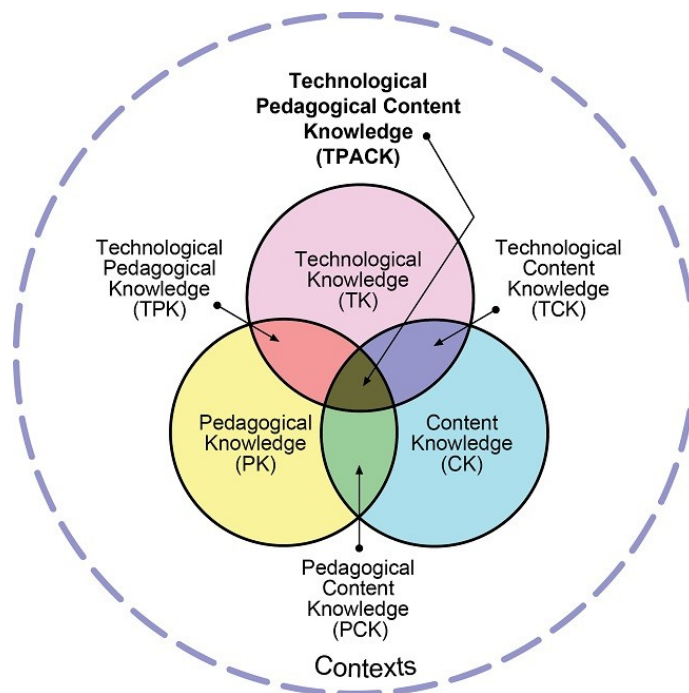 Technological
Pedagogical Content
Knowledge
(TPACK)
Technological
Pedagogical
Knowledge
(TPK)
Technological
Knowledge
(TK)
Technological
Content
Knowledge
(TCK)
Pedagogical
Knowledge
(PK)
Content
Knowledge
(CK)
Pedagogical
Content
Knowledge
(PCK)
Contexts